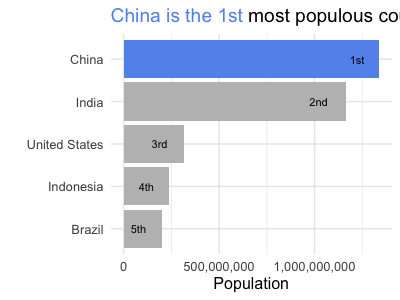 China is the 1st most populous
China
1st
India
2nd
United States
3rd
Indonesia
4th
Brazil
5th
0
500,000,000
1,000,000,000
Population